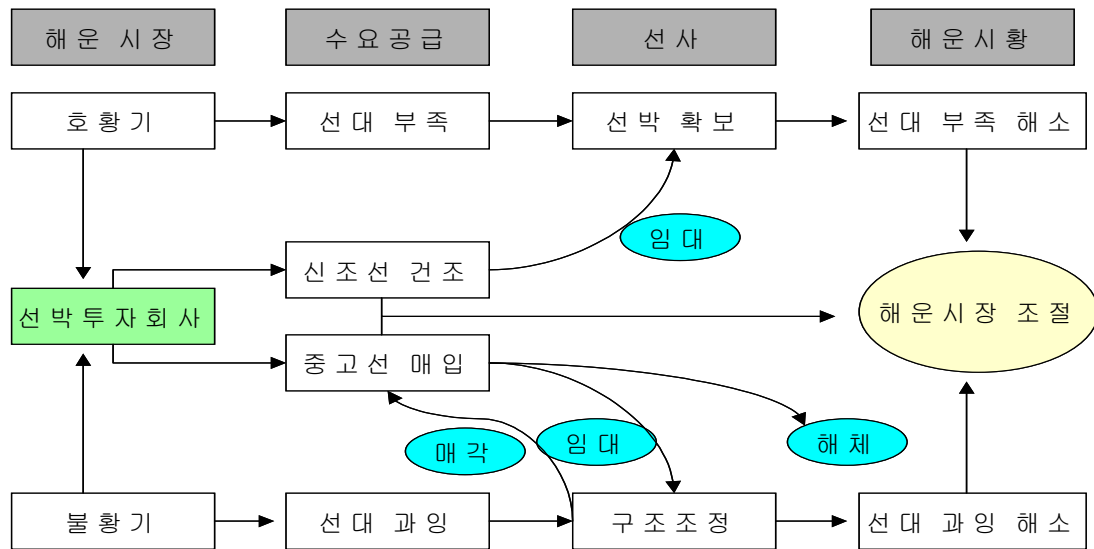 해운 시장
수요공급
선사
해운시황
호황기
선대 부족
선박 확보
선대 부족 해소
임대
신조선 건조
선박투자회사
해운시장 조절
중고선 매입
매각
임대
해체
불황기
선대 과잉
구조조정
선대 과잉 해소